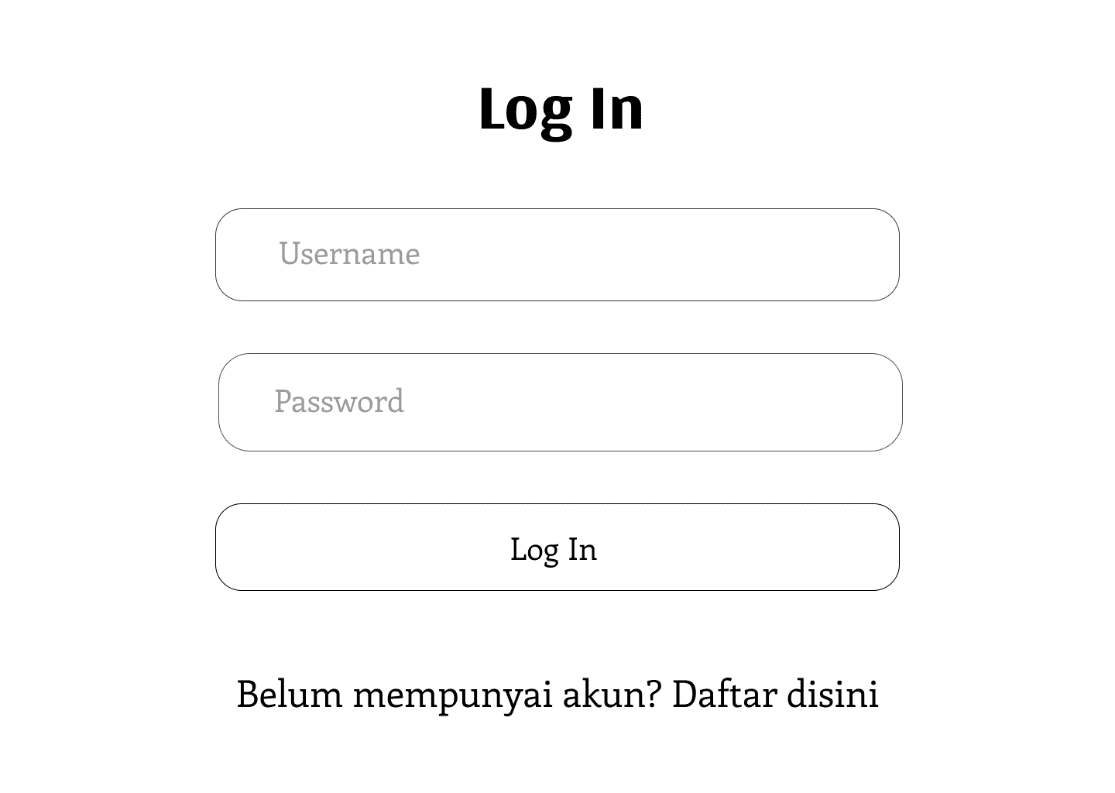 Log In
Username
Password
Log In
Belum mempunyai akun? Daftar disini